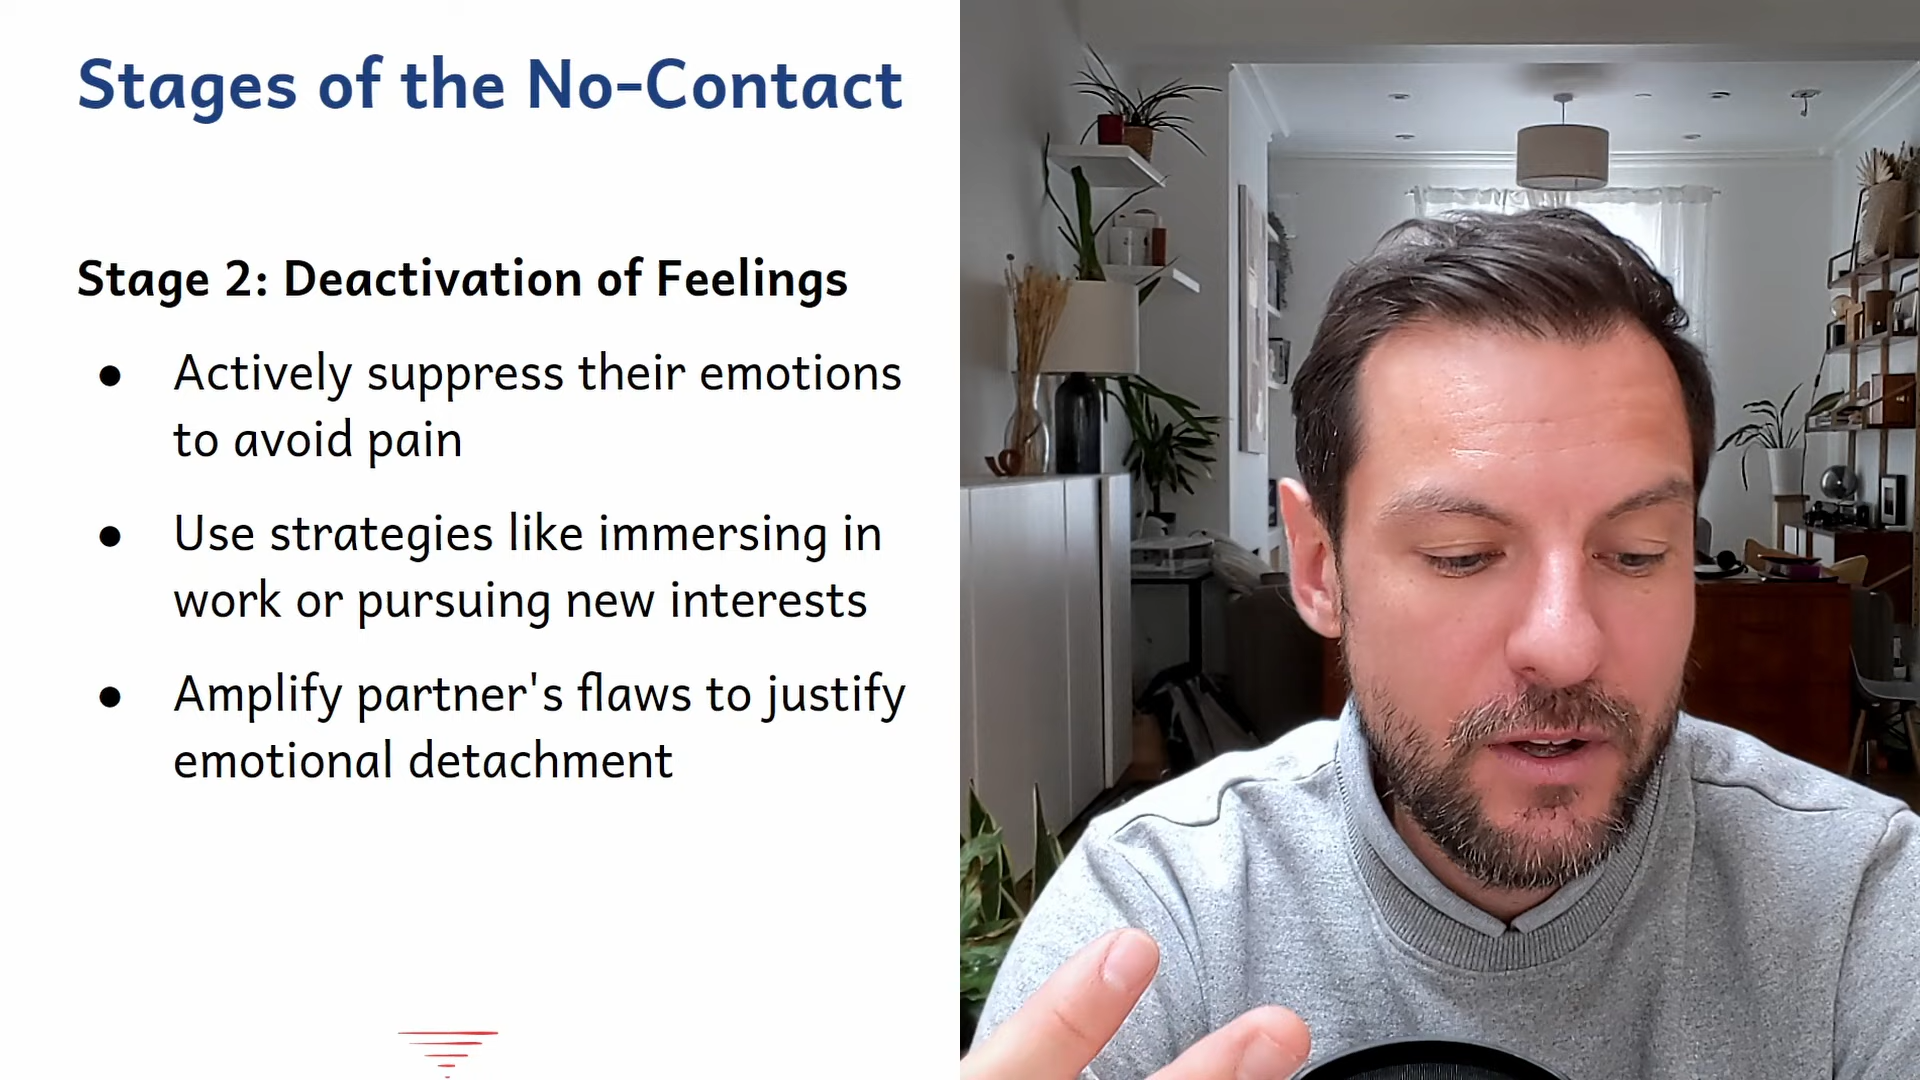 Stages of the No-Contact
Stage 2: Deactivation of Feelings
● Actively suppress their emotions
to avoid pain
● Use strategies like immersing in
work or pursuing new interests
● Amplify partner's flaws to justify
emotional detachment